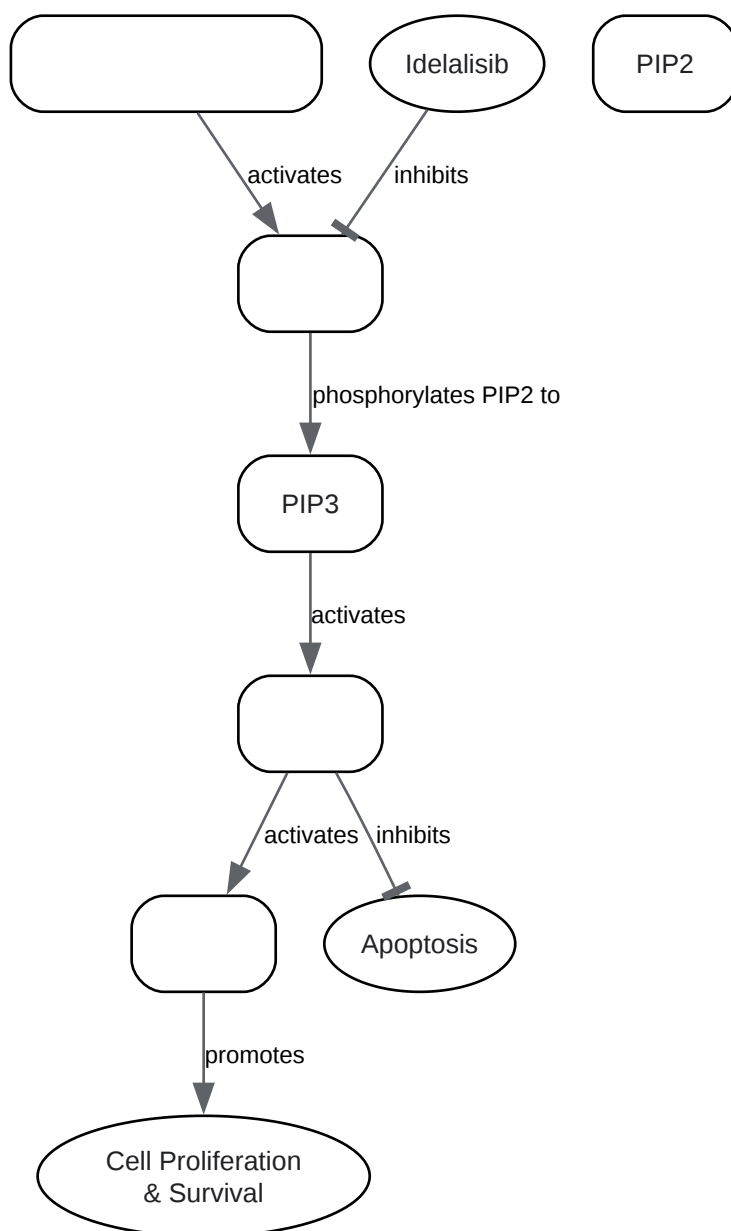 Idelalisib
PIP2
activates
inhibits
phosphorylates PIP2 to
PIP3
activates
activates
inhibits
Apoptosis
promotes
Cell Proliferation
& Survival